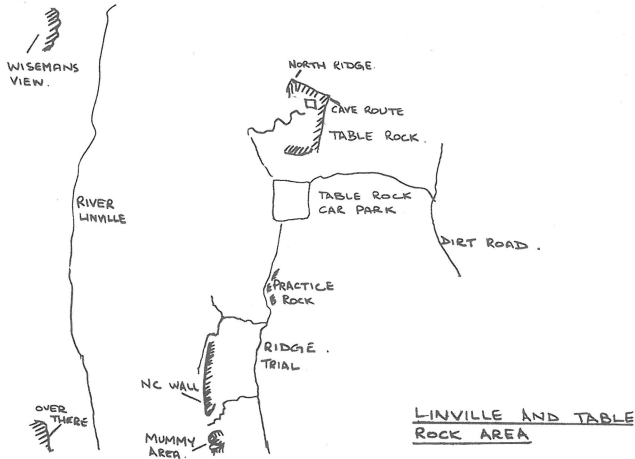 WISEMANS
VIEW.
NORTH RIDGE.
CAVE ROUTE
TABLE ROCK.
RIVER
LINVILLE
TABLE ROCK
CAR PARK
DIRT ROAD.
PRACTICE
ROCK
RIDGE.
TRIAL
NC WALL
OVER
THERE
MUMMY
AREA.
LINVILLE AND TABLE
ROCK AREA